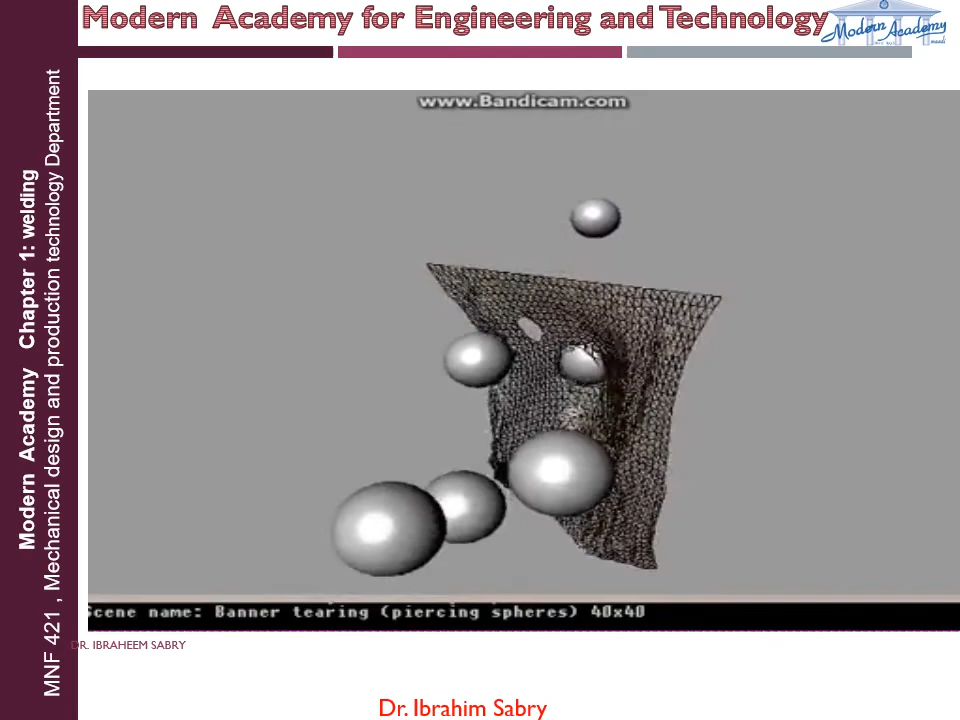 Modern Academy for Engineering and Technology
Modern Academy
maadi
Modern Academy Chapter 1: welding
MNF 421 , Mechanical design and production technology Department
www.Bandicam.com
Scene name: Banner tearing (piercing spheres) 40x40
DR. IBRAHEEM SABRY
Dr. Ibrahim Sabry